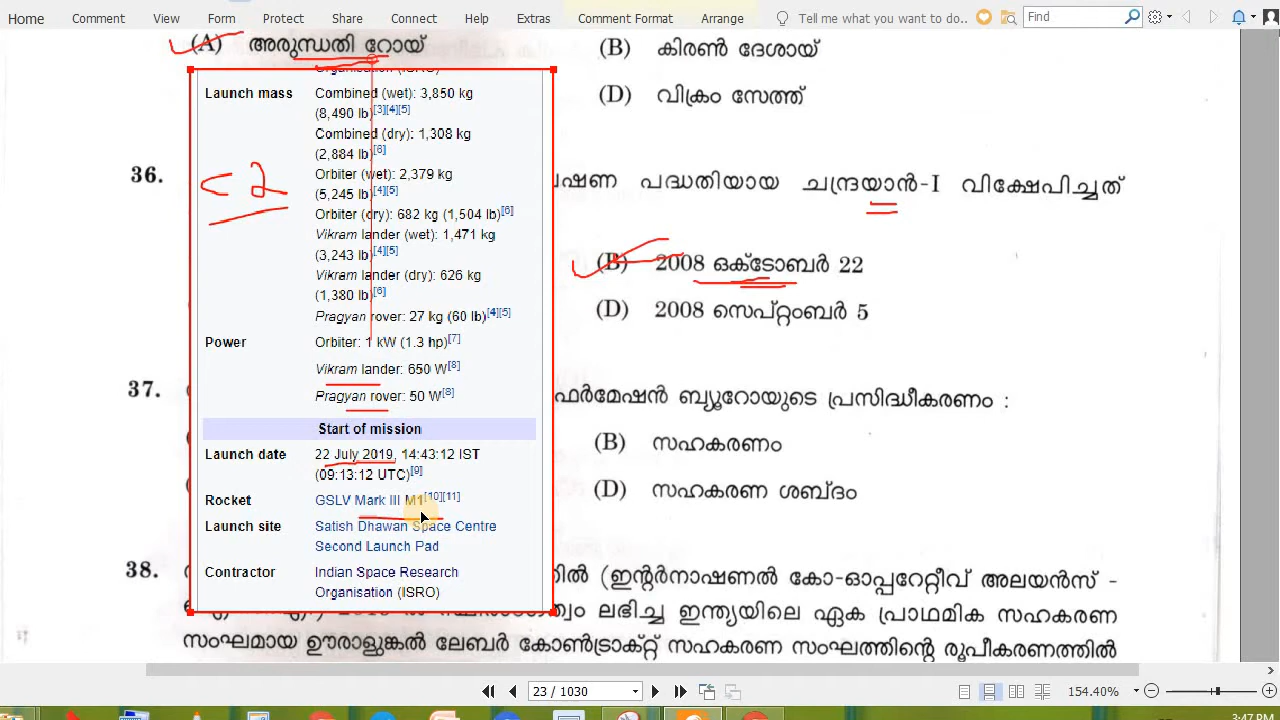 Home Comment View Form Protect Share Connect Help Extras Comment Format Arrange Tell me what you want to do.. Find
(A) അരുന്ധതി റോയ് (B) കിരൺ ദേശായ്
(D) വിക്രം സേത്ത്
Launch mass Combined (wet): 3,850 kg
(8,490 lb)[3][4][5]
Combined (dry): 1,308 kg
(2,884 lb)[6]
Orbiter (wet): 2,379 kg
(5,245 lb)[4][5]
Orbiter (dry): 682 kg (1,504 lb)[6]
Vikram lander (wet): 1,471 kg
(3,243 lb)[4][5]
Vikram lander (dry): 626 kg
(1,380 lb)[6]
Pragyan rover: 27 kg (60 lb)[4][5]
Power Orbiter: 1 kW (1.3 hp)[7]
Vikram lander: 650 W[8]
Pragyan rover: 50 W[8]
Start of mission
Launch date 22 July 2019, 14:43:12 IST
(09:13:12 UTC)[9]
Rocket GSLV Mark III M1[10][11]
Launch site Satish Dhawan Space Centre
Second Launch Pad
Contractor Indian Space Research
Organisation (ISRO)
C 2
36. പദ്ധതിയായ ചന്ദ്രയാൻ-I വിക്ഷേപിച്ചത്
(B) 2008 ഒക്ടോബർ 22
(D) 2008 സെപ്റ്റംബർ 5
37. ബ്യൂറോയുടെ പ്രസിദ്ധീകരണം :
(B) സഹകരണം
(D) സഹകരണ ശബ്ദം
38. (ഇന്റർനാഷണൽ കോ-ഓപ്പറേറ്റീവ് അലയൻസ് -
ലഭിച്ച ഇന്ത്യയിലെ ഏക പ്രാഥമിക സഹകരണ
സംഘമായ ഊരാളുങ്കൽ ലേബർ കോൺട്രാക്റ്റ് സഹകരണ സംഘത്തിന്റെ രൂപീകരണത്തിൽ
23 / 1030 154.40%
3:47 PM